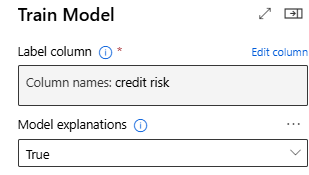 Train Model
Label column * Edit column
Column names: credit risk
Model explanations ...
True